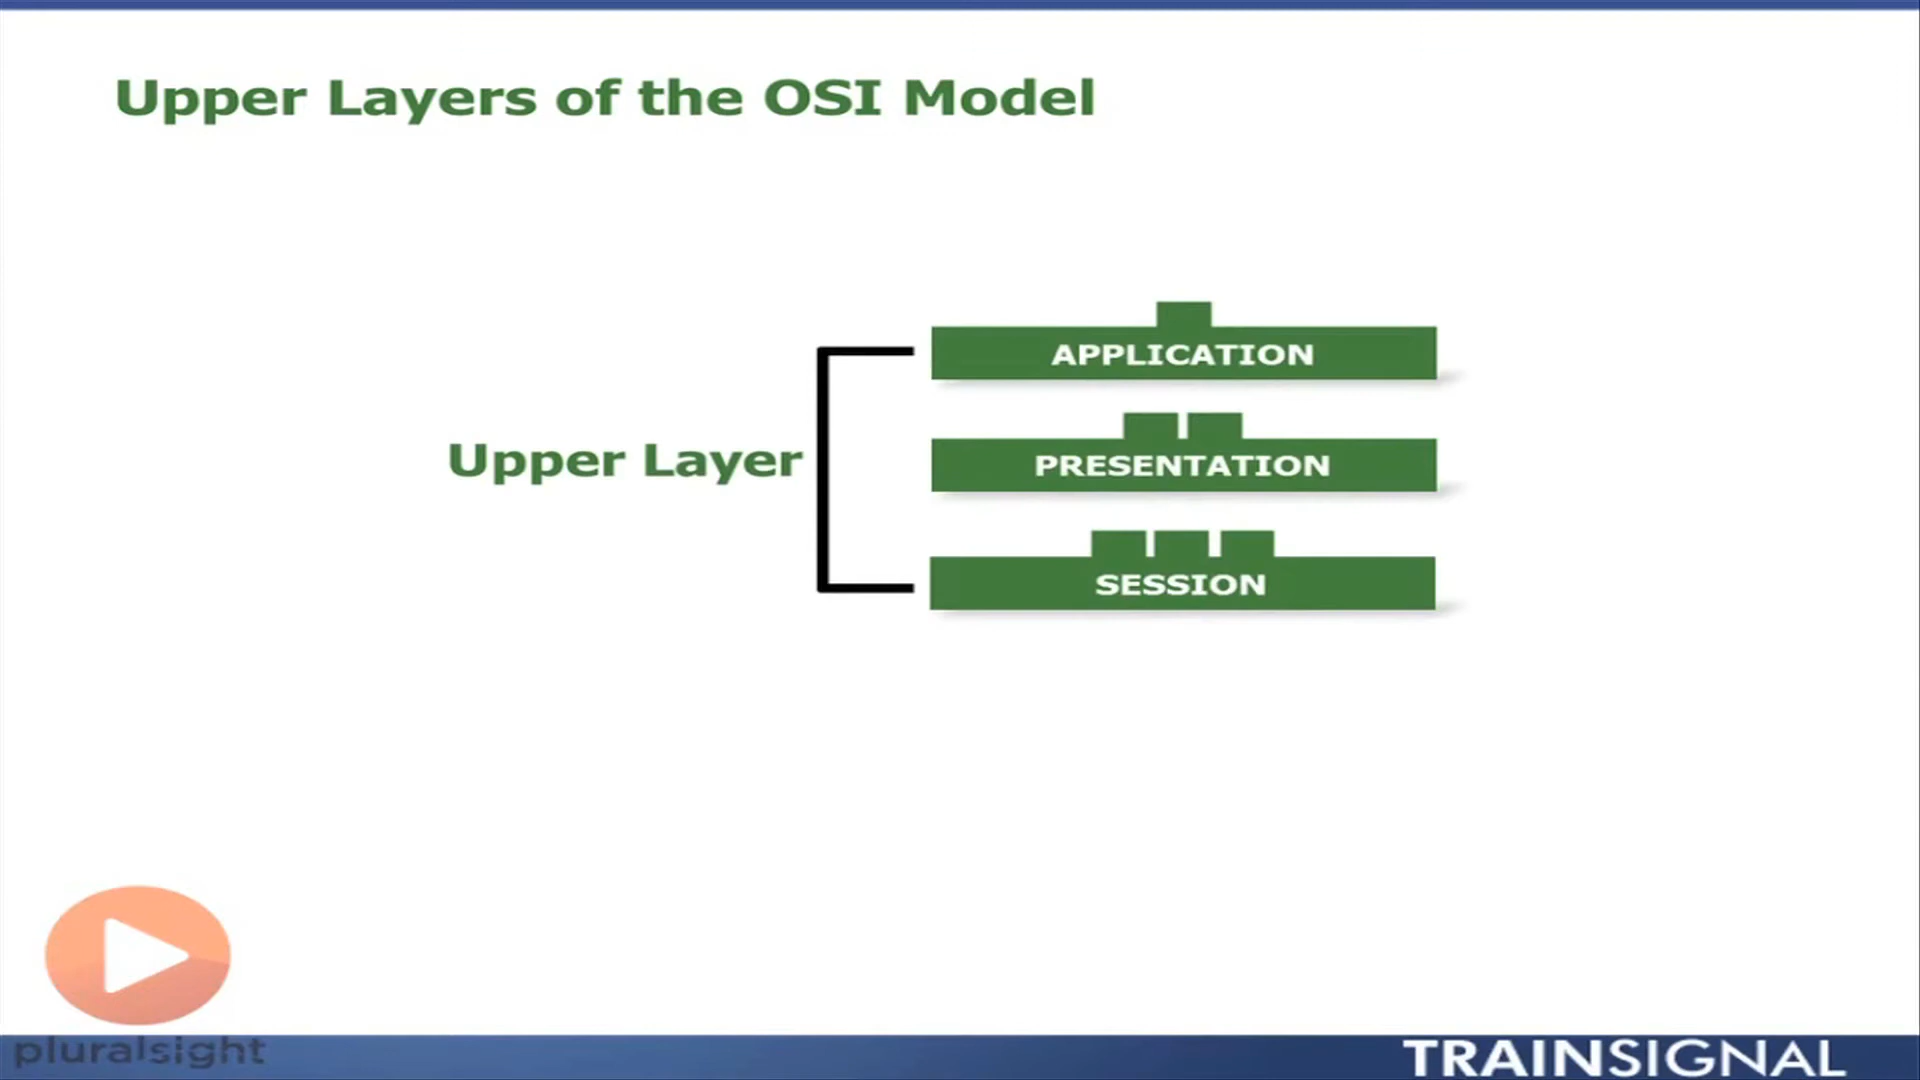 Upper Layers of the OSI Model
APPLICATION
Upper Layer
PRESENTATION
SESSION
pluralsight
TRAINSIGNAL